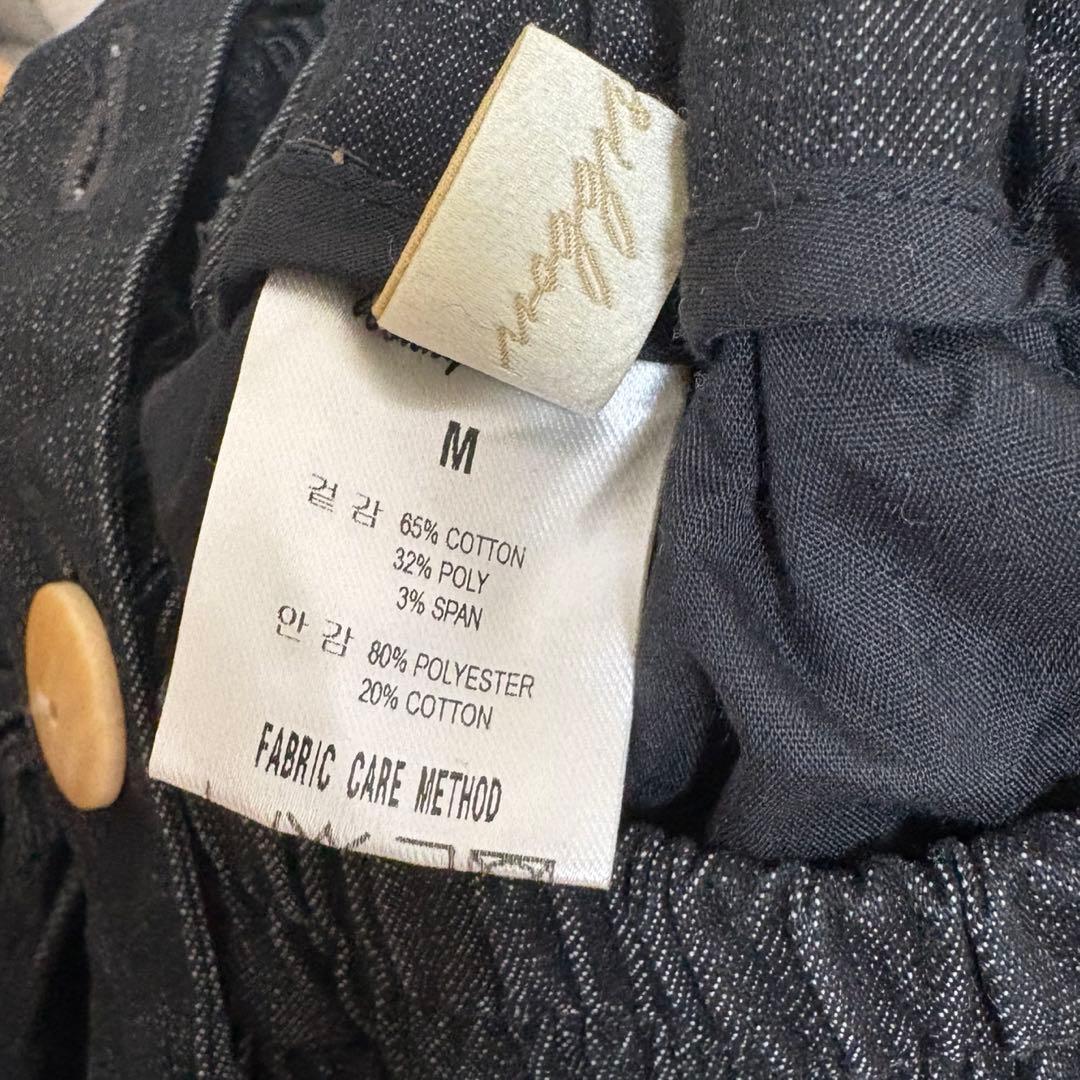 M
겉 감 65% COTTON
32% POLY
3% SPAN
안 감 80% POLYESTER
20% COTTON
FABRIC CARE METHOD